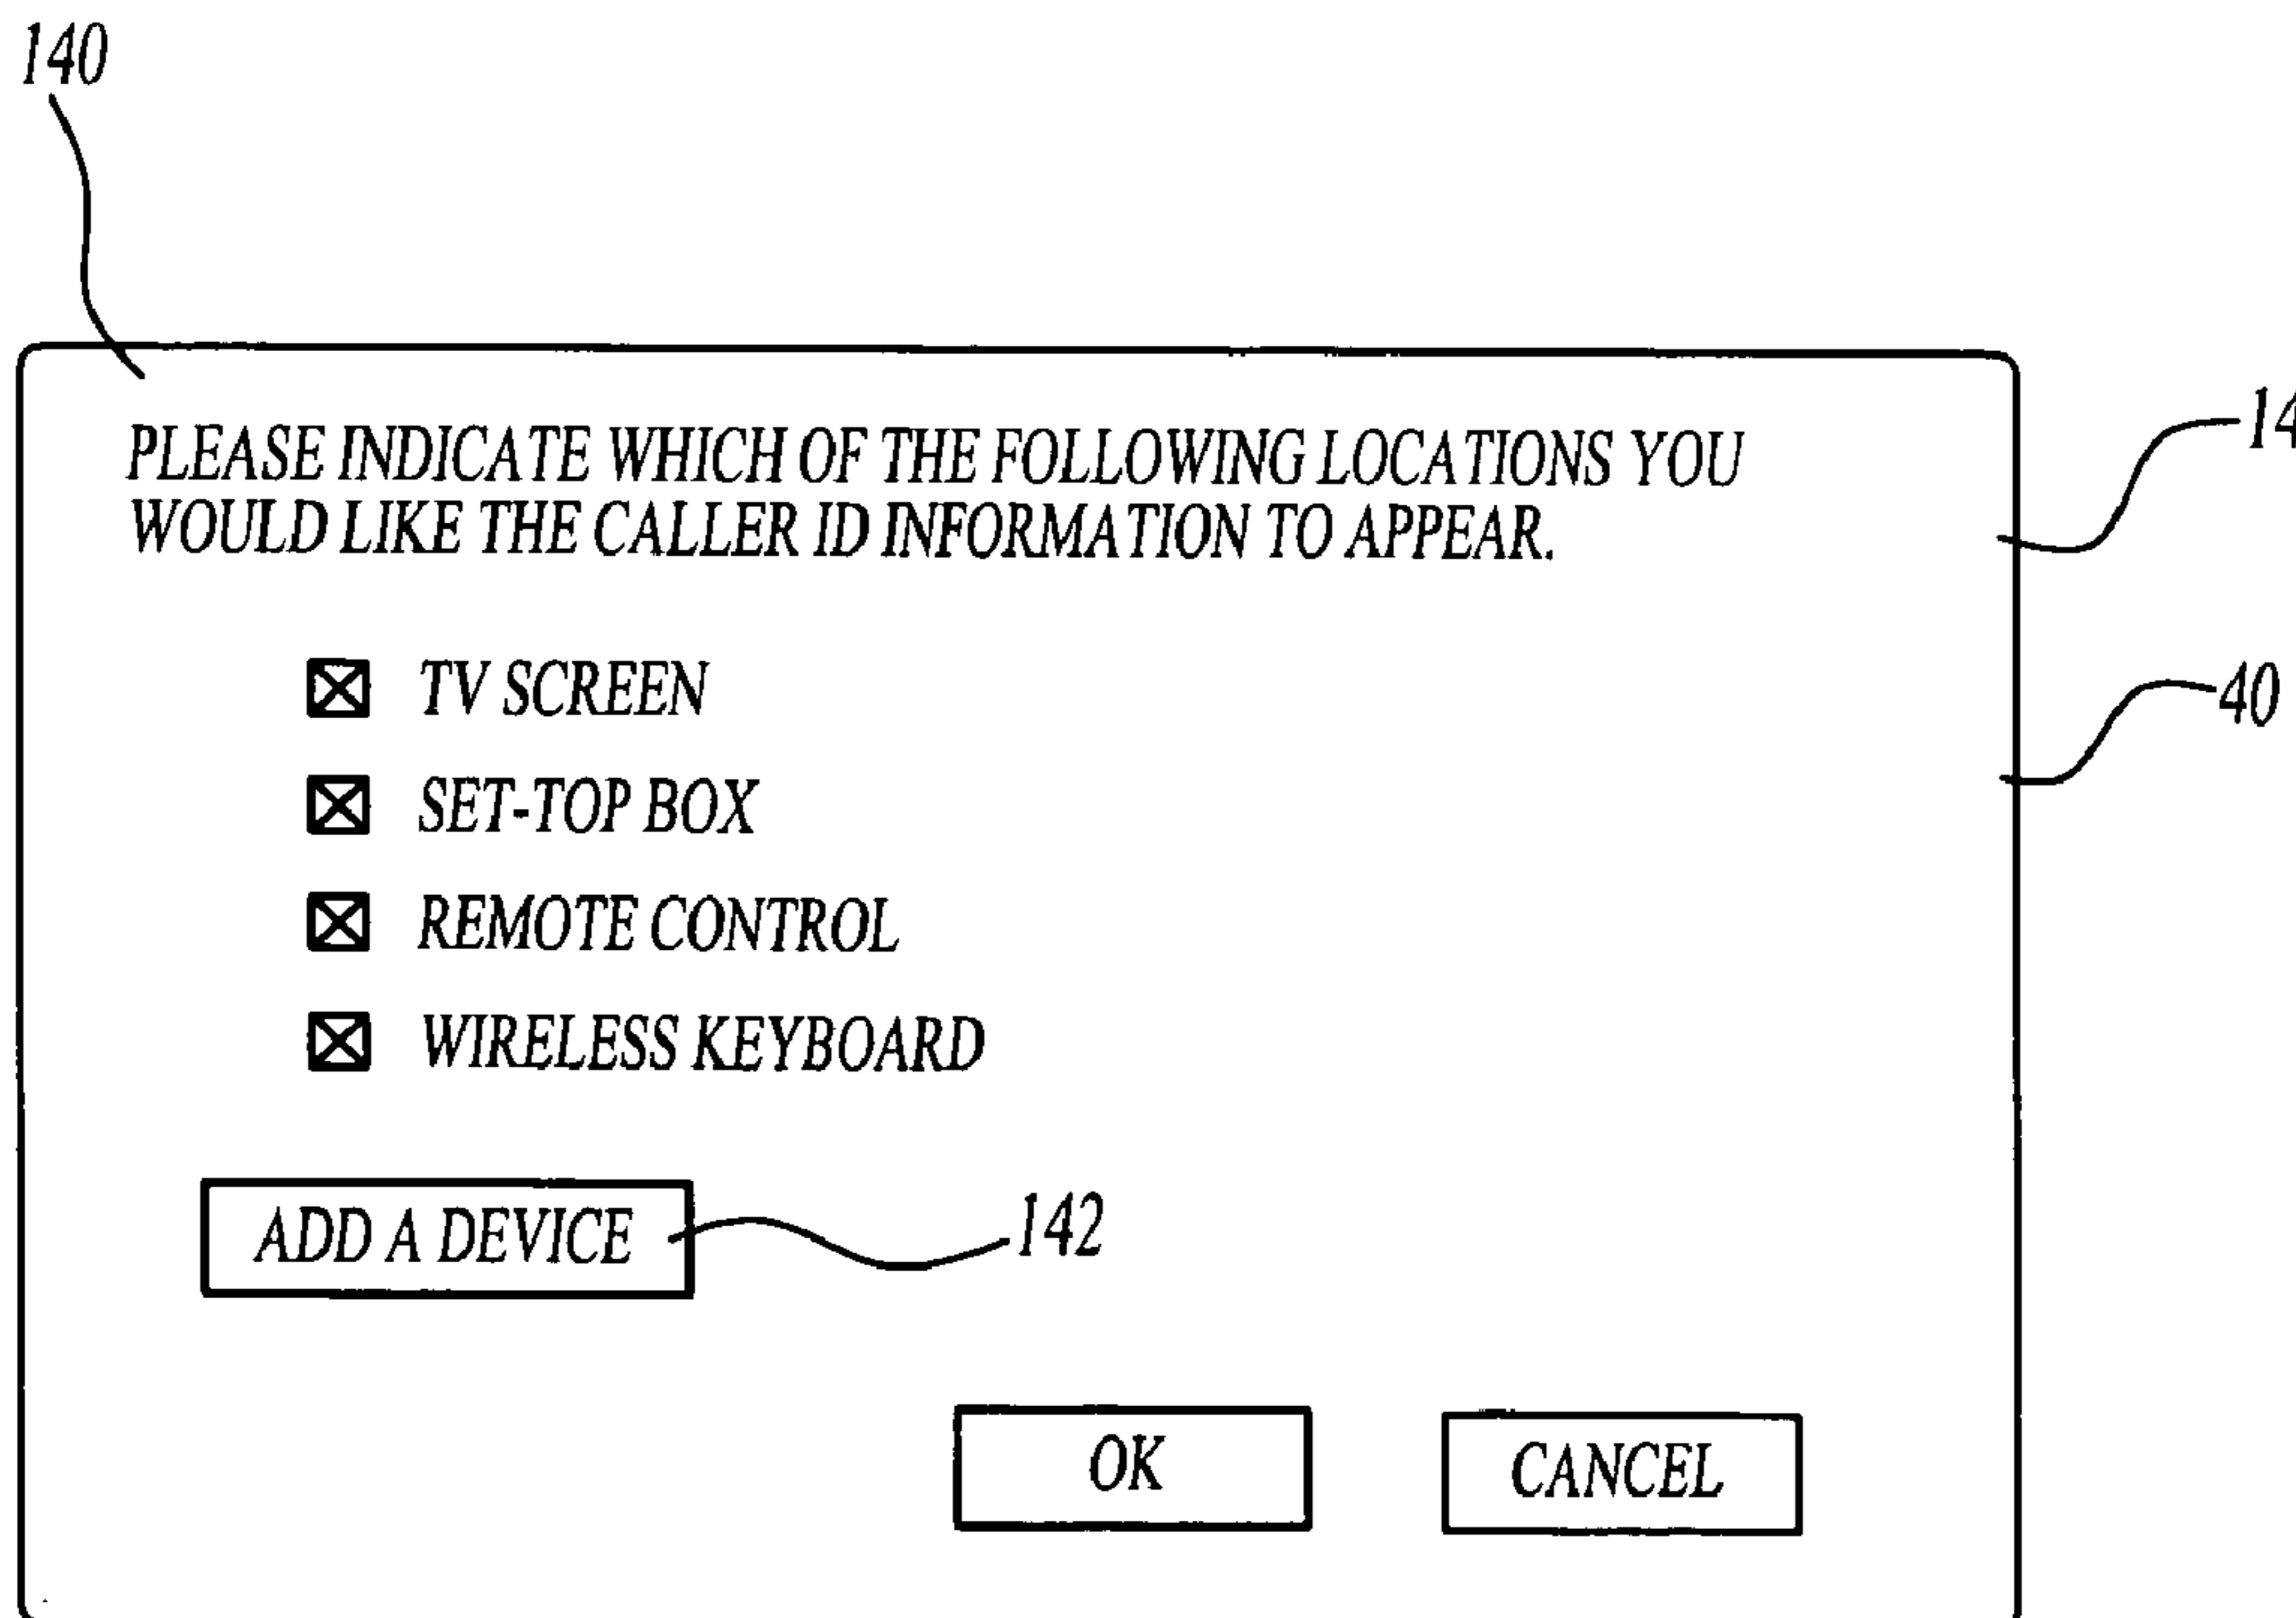 140
PLEASE INDICATE WHICH OF THE FOLLOWING LOCATIONS YOU
WOULD LIKE THE CALLER ID INFORMATION TO APPEAR.
TV SCREEN
40
SET-TOP BOX
REMOTE CONTROL
WIRELESS KEYBOARD
ADD A DEVICE
142
OK
CANCEL